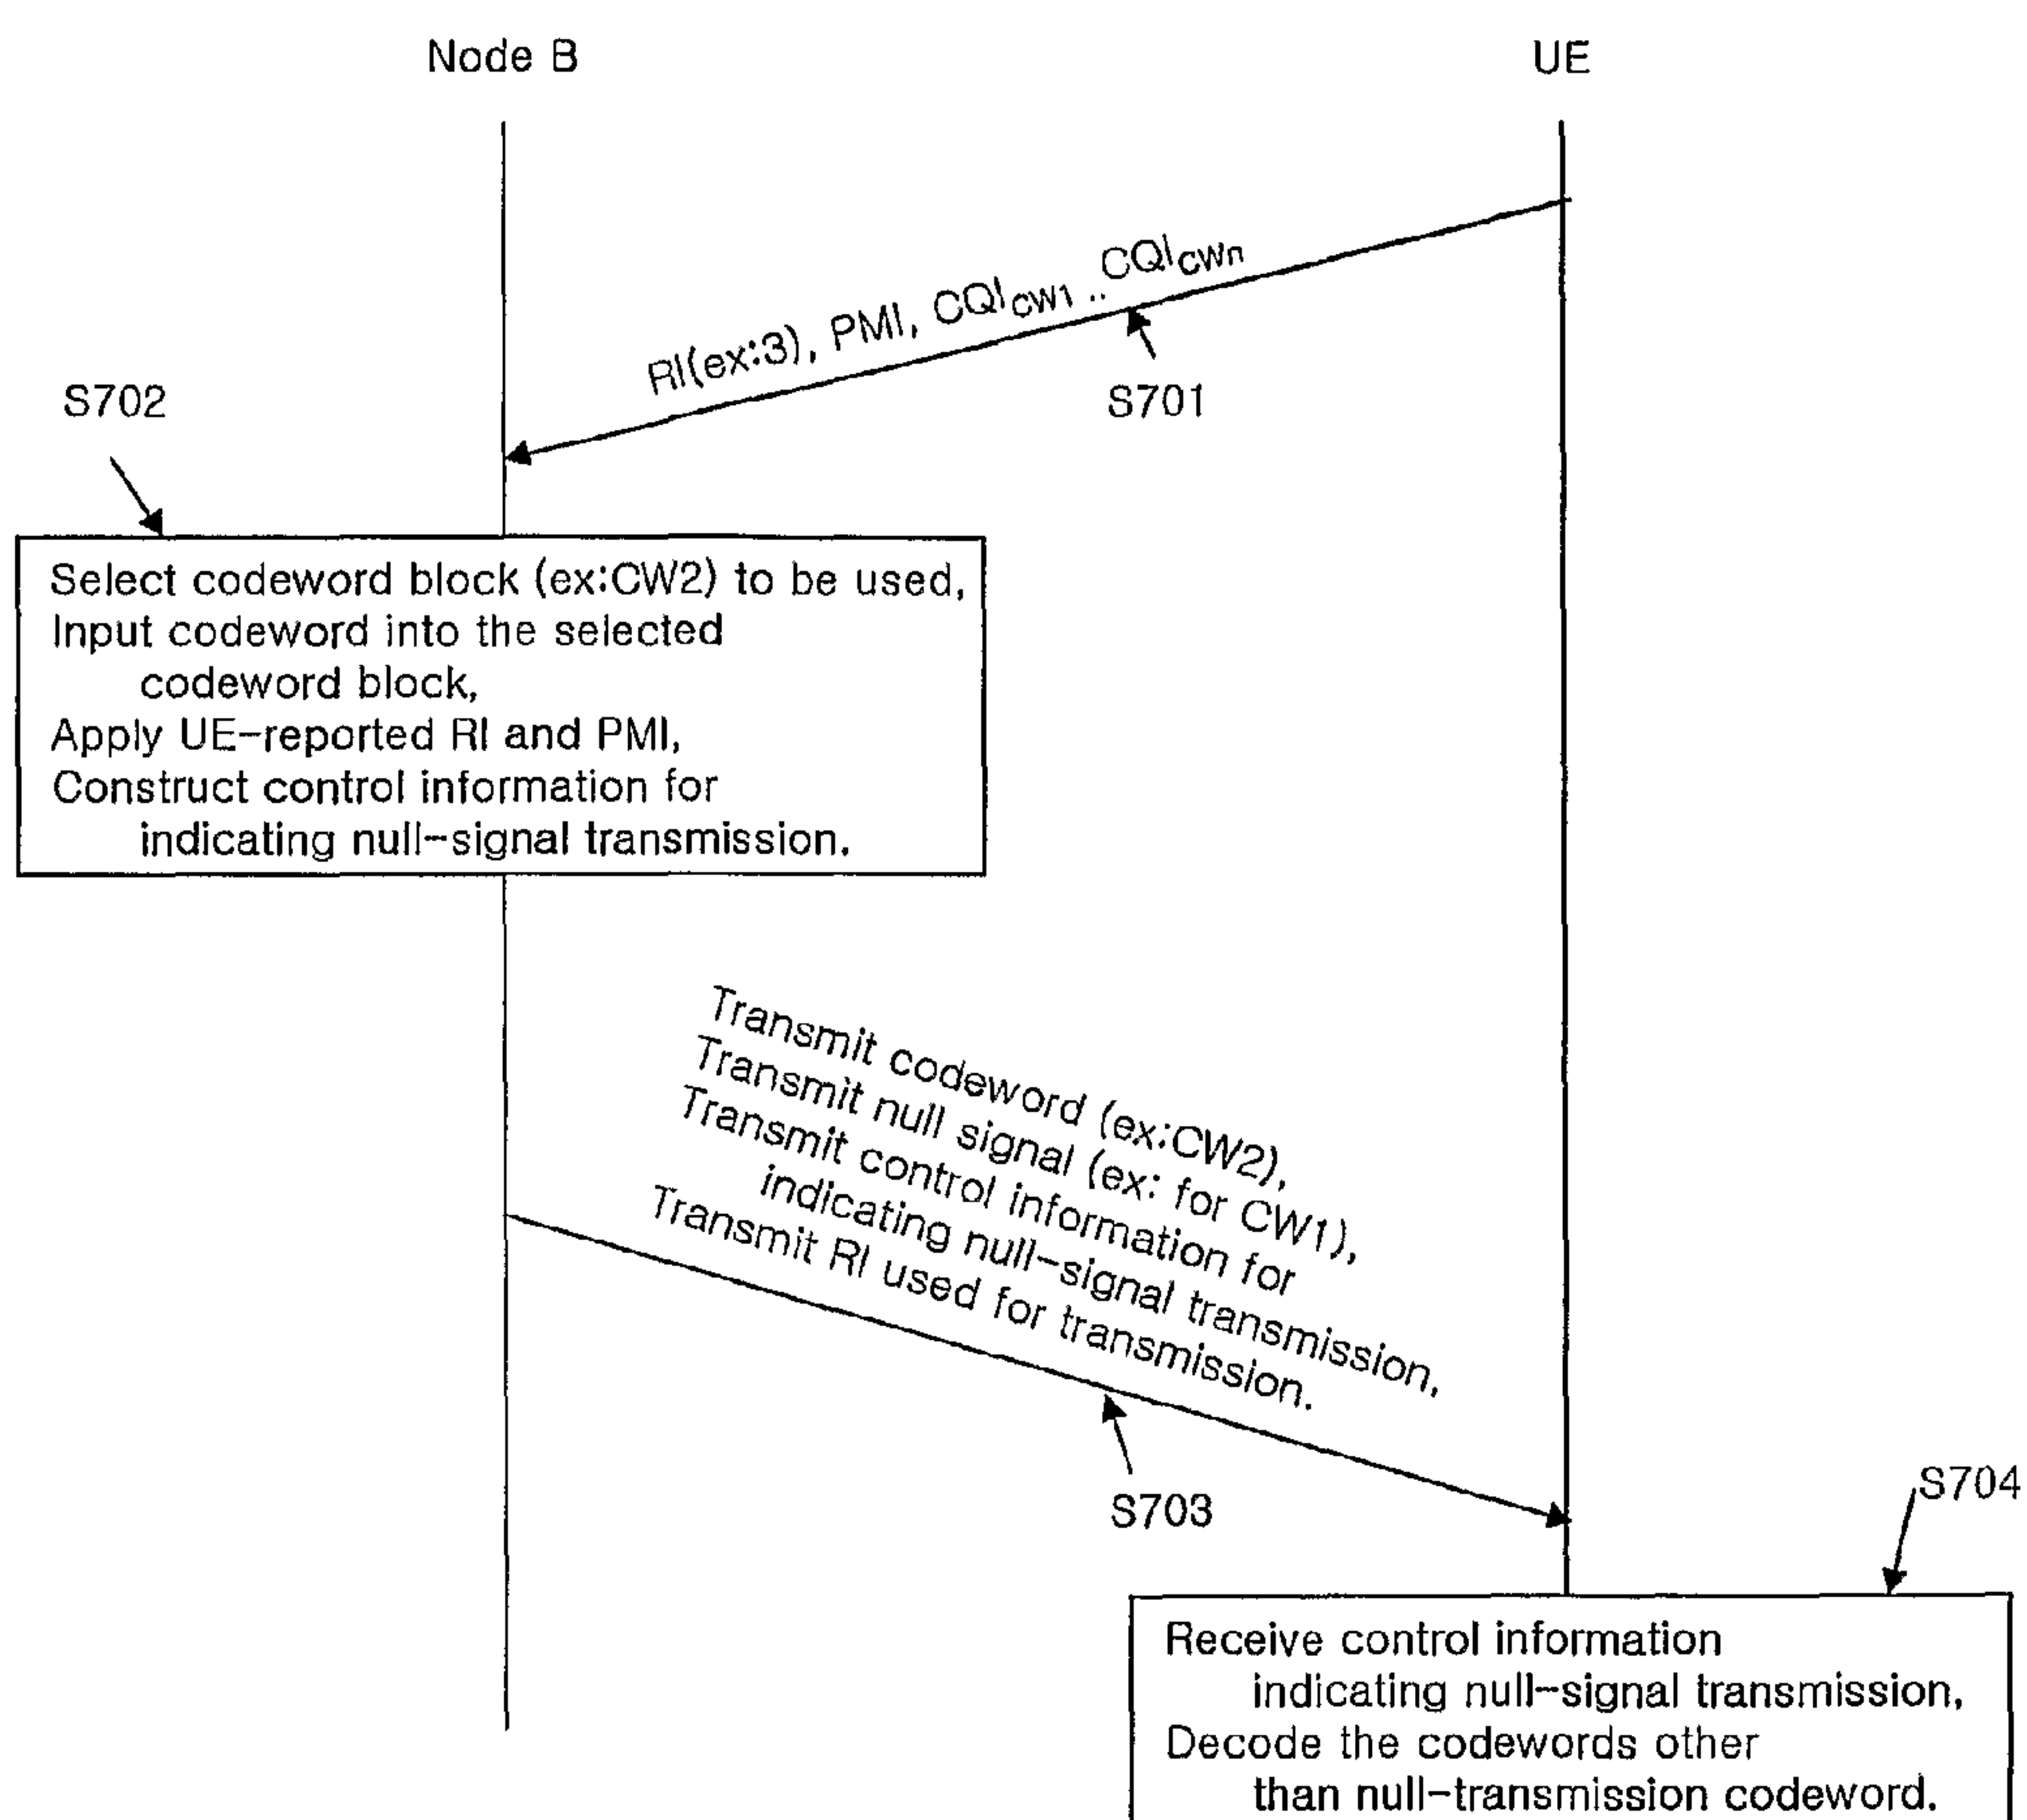 Node B
UE
RI(ex:3), PMI, CQI CW1 .. CQI CWn
S701
S702
Select codeword block (ex:CW2) to be used,
Input codeword into the selected
codeword block,
Apply UE-reported RI and PMI,
Construct control information for
indicating null-signal transmission.
Transmit codeword (ex:CW2),
Transmit null signal (ex: for CW1),
Transmit control information for
indicating null-signal transmission,
Transmit RI used for transmission.
S703
S704
Receive control information
indicating null-signal transmission,
Decode the codewords other
than null-transmission codeword.